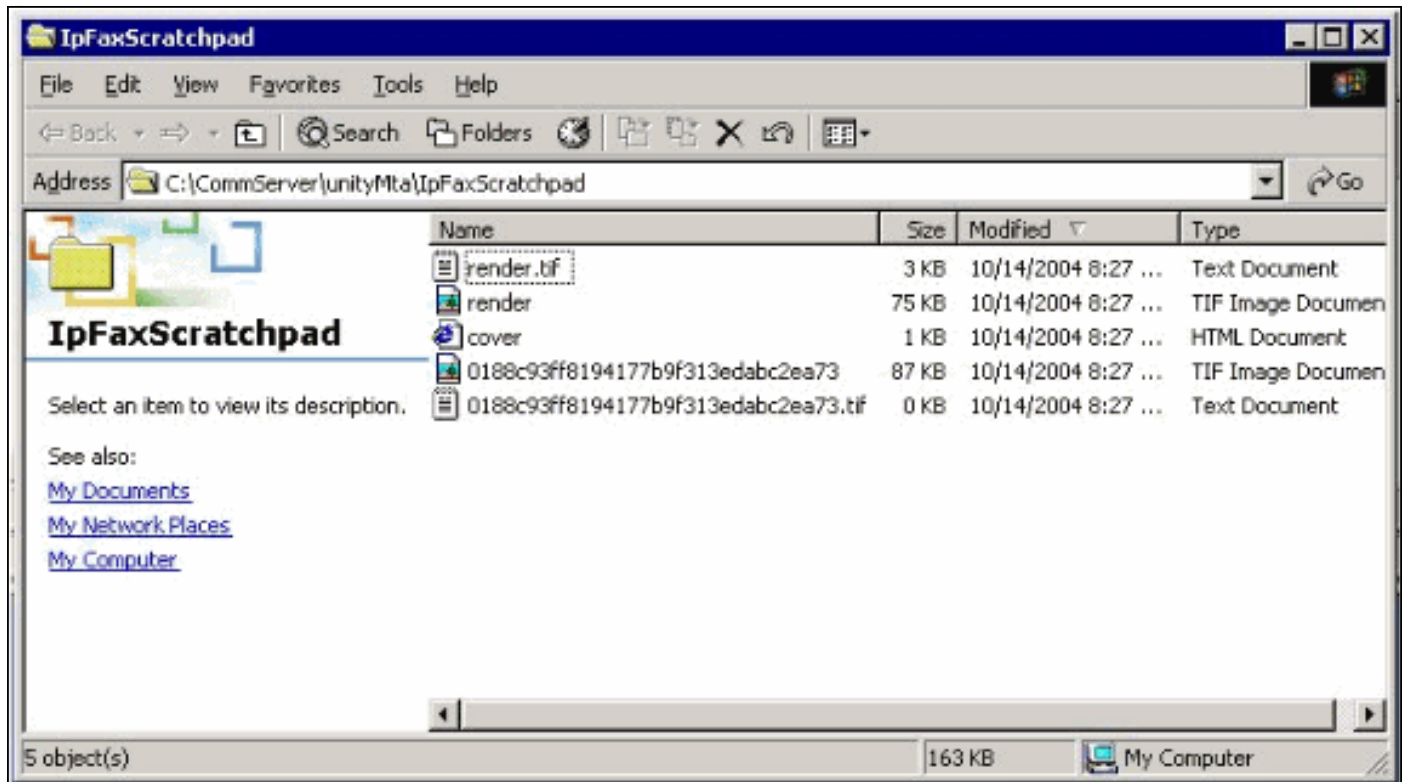 IpFaxScratchpad
File Edit View Favorites Tools Help
Back Search Folders
Address C:\CommServer\unityMta\IpFaxScratchpad Go
IpFaxScratchpad
Select an item to view its description.
See also:
My Documents
My Network Places
My Computer
Name Size Modified Type
render.tif 3 KB 10/14/2004 8:27 ... Text Document
render 75 KB 10/14/2004 8:27 ... TIF Image Documen
cover 1 KB 10/14/2004 8:27 ... HTML Document
0188c93ff8194177b9f313edabc2ea73 87 KB 10/14/2004 8:27 ... TIF Image Documen
0188c93ff8194177b9f313edabc2ea73.tif 0 KB 10/14/2004 8:27 ... Text Document
5 object(s) 163 KB My Computer